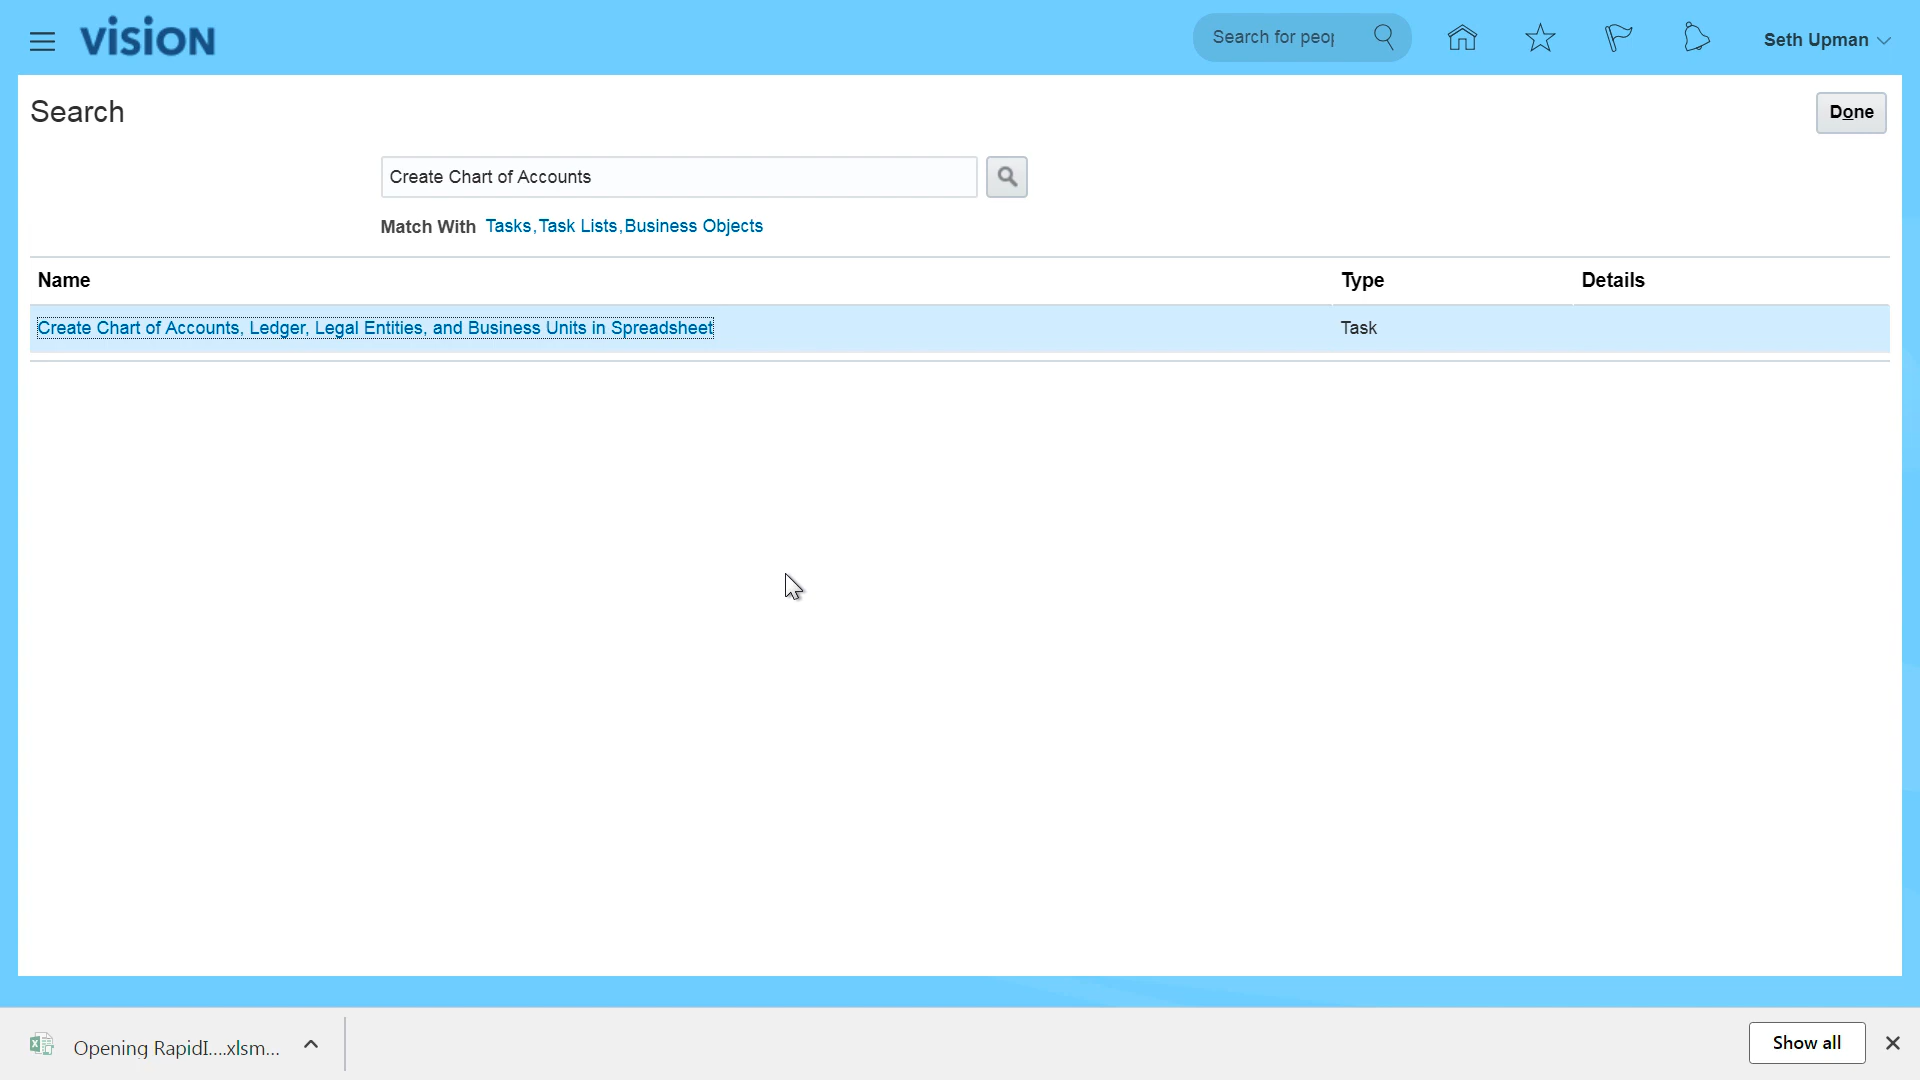 vision
Search for peop
Seth Upman
Search
Done
Create Chart of Accounts
Match With Tasks,Task Lists,Business Objects
Name Type Details
Create Chart of Accounts, Ledger, Legal Entities, and Business Units in Spreadsheet Task
Opening RapidI....xlsm...
Show all